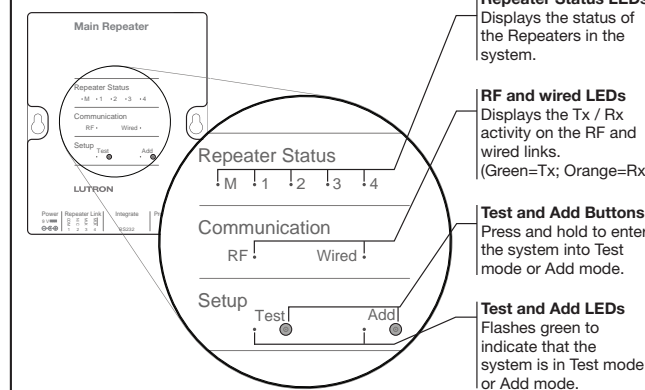 Main Repeater
Repeater Status
M 1 2 3 4
Communication
RF Wired
Setup
Test Add
LUTRON
Power Repeater Link Integrate
9 V
1 2 3 4 RS232
Repeater Status
M 1 2 3 4
Communication
RF Wired
Setup
Test Add
Repeater Status LEDs
Displays the status of
the Repeaters in the
system.
RF and wired LEDs
Displays the Tx / Rx
activity on the RF and
wired links.
(Green=Tx; Orange=Rx
Test and Add Buttons
Press and hold to enter
the system into Test
mode or Add mode.
Test and Add LEDs
Flashes green to
indicate that the
system is in Test mode
or Add mode.